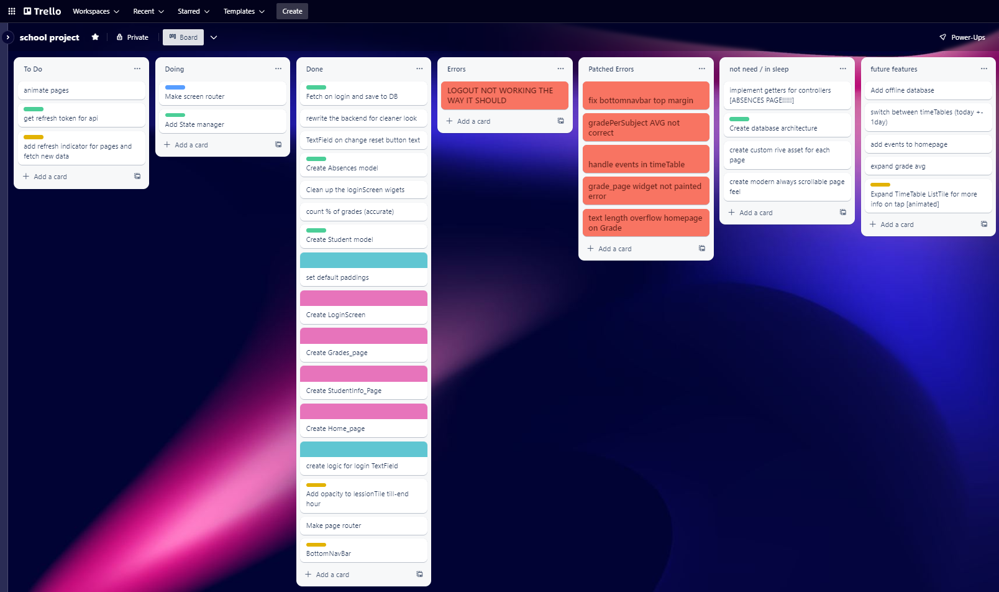 Trello
Workspaces
Recent
Starred
Templates
Create
school project
Private
Board
Power-Ups
To Do
animate pages
get refresh token for api
add refresh indicator for pages and
fetch new data
Add a card
Doing
Make screen router
Add State manager
Add a card
Done
Fetch on login and save to DB
rewrite the backend for cleaner look
TextField on change reset button text
Create Absences model
Clean up the loginScreen wigets
count % of grades (accurate)
Create Student model
set default paddings
Create LoginScreen
Create Grades_page
Create StudentInfo_Page
Create Home_page
create logic for login TextField
Add opacity to lessionTile till-end
hour
Make page router
BottomNavBar
Add a card
Errors
LOGOUT NOT WORKING THE
WAY IT SHOULD
Add a card
Patched Errors
fix bottomnavbar top margin
gradePerSubject AVG not
correct
handle events in timeTable
grade_page widget not painted
error
text length overflow homepage
on Grade
Add a card
not need / in sleep
implement getters for controllers
[ABSENCES PAGE!!!!!]
Create database architecture
create custom rive asset for each
page
create modern always scrollable page
feel
Add a card
future features
Add offline database
switch between timeTables (today +-
1day)
add events to homepage
expand grade avg
Expand TimeTable ListTile for more
info on tap [animated]
Add a card